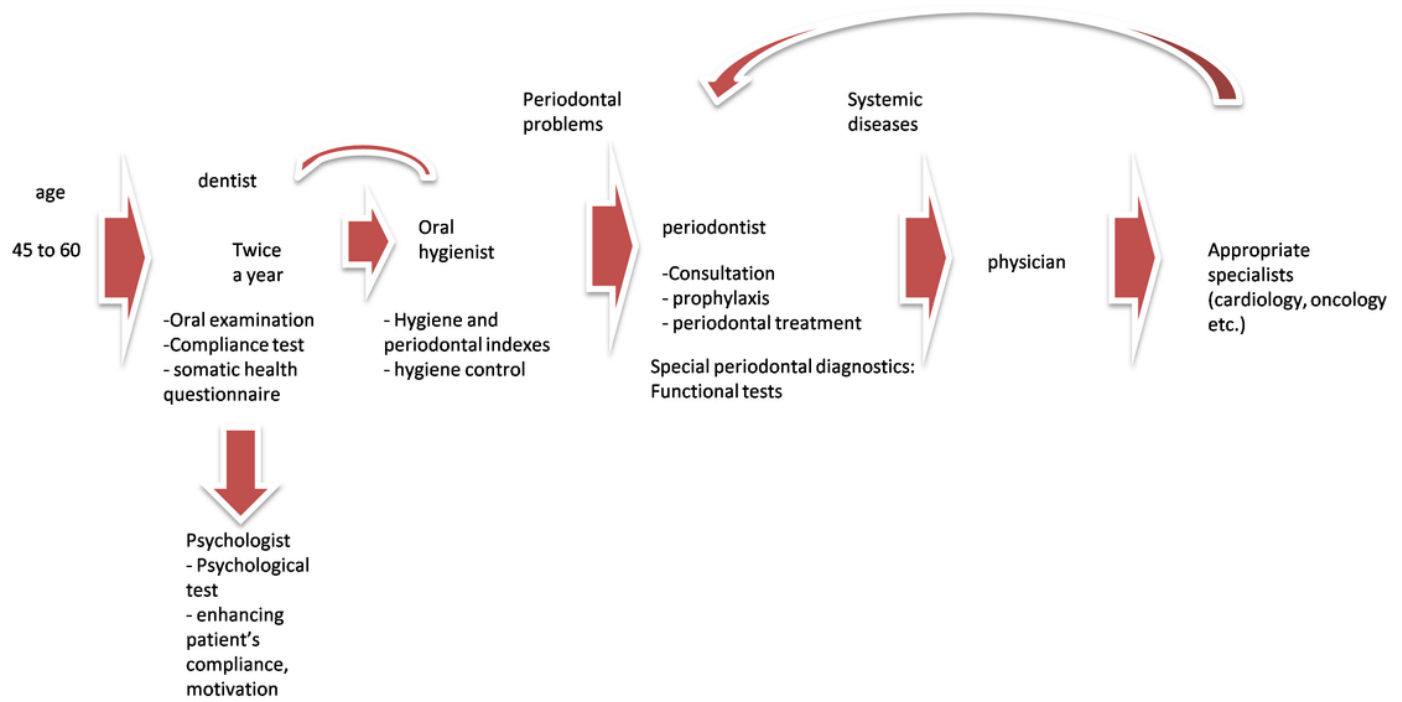 age
45 to 60
dentist
Twice
a year
-Oral examination
-Compliance test
- somatic health
questionnaire
Psychologist
- Psychological
test
- enhancing
patient’s
compliance,
motivation
Oral
hygienist
- Hygiene and
periodontal indexes
- hygiene control
Periodontal
problems
periodontist
-Consultation
- prophylaxis
- periodontal treatment
Special periodontal diagnostics:
Functional tests
Systemic
diseases
physician
Appropriate
specialists
(cardiology, oncology
etc.)